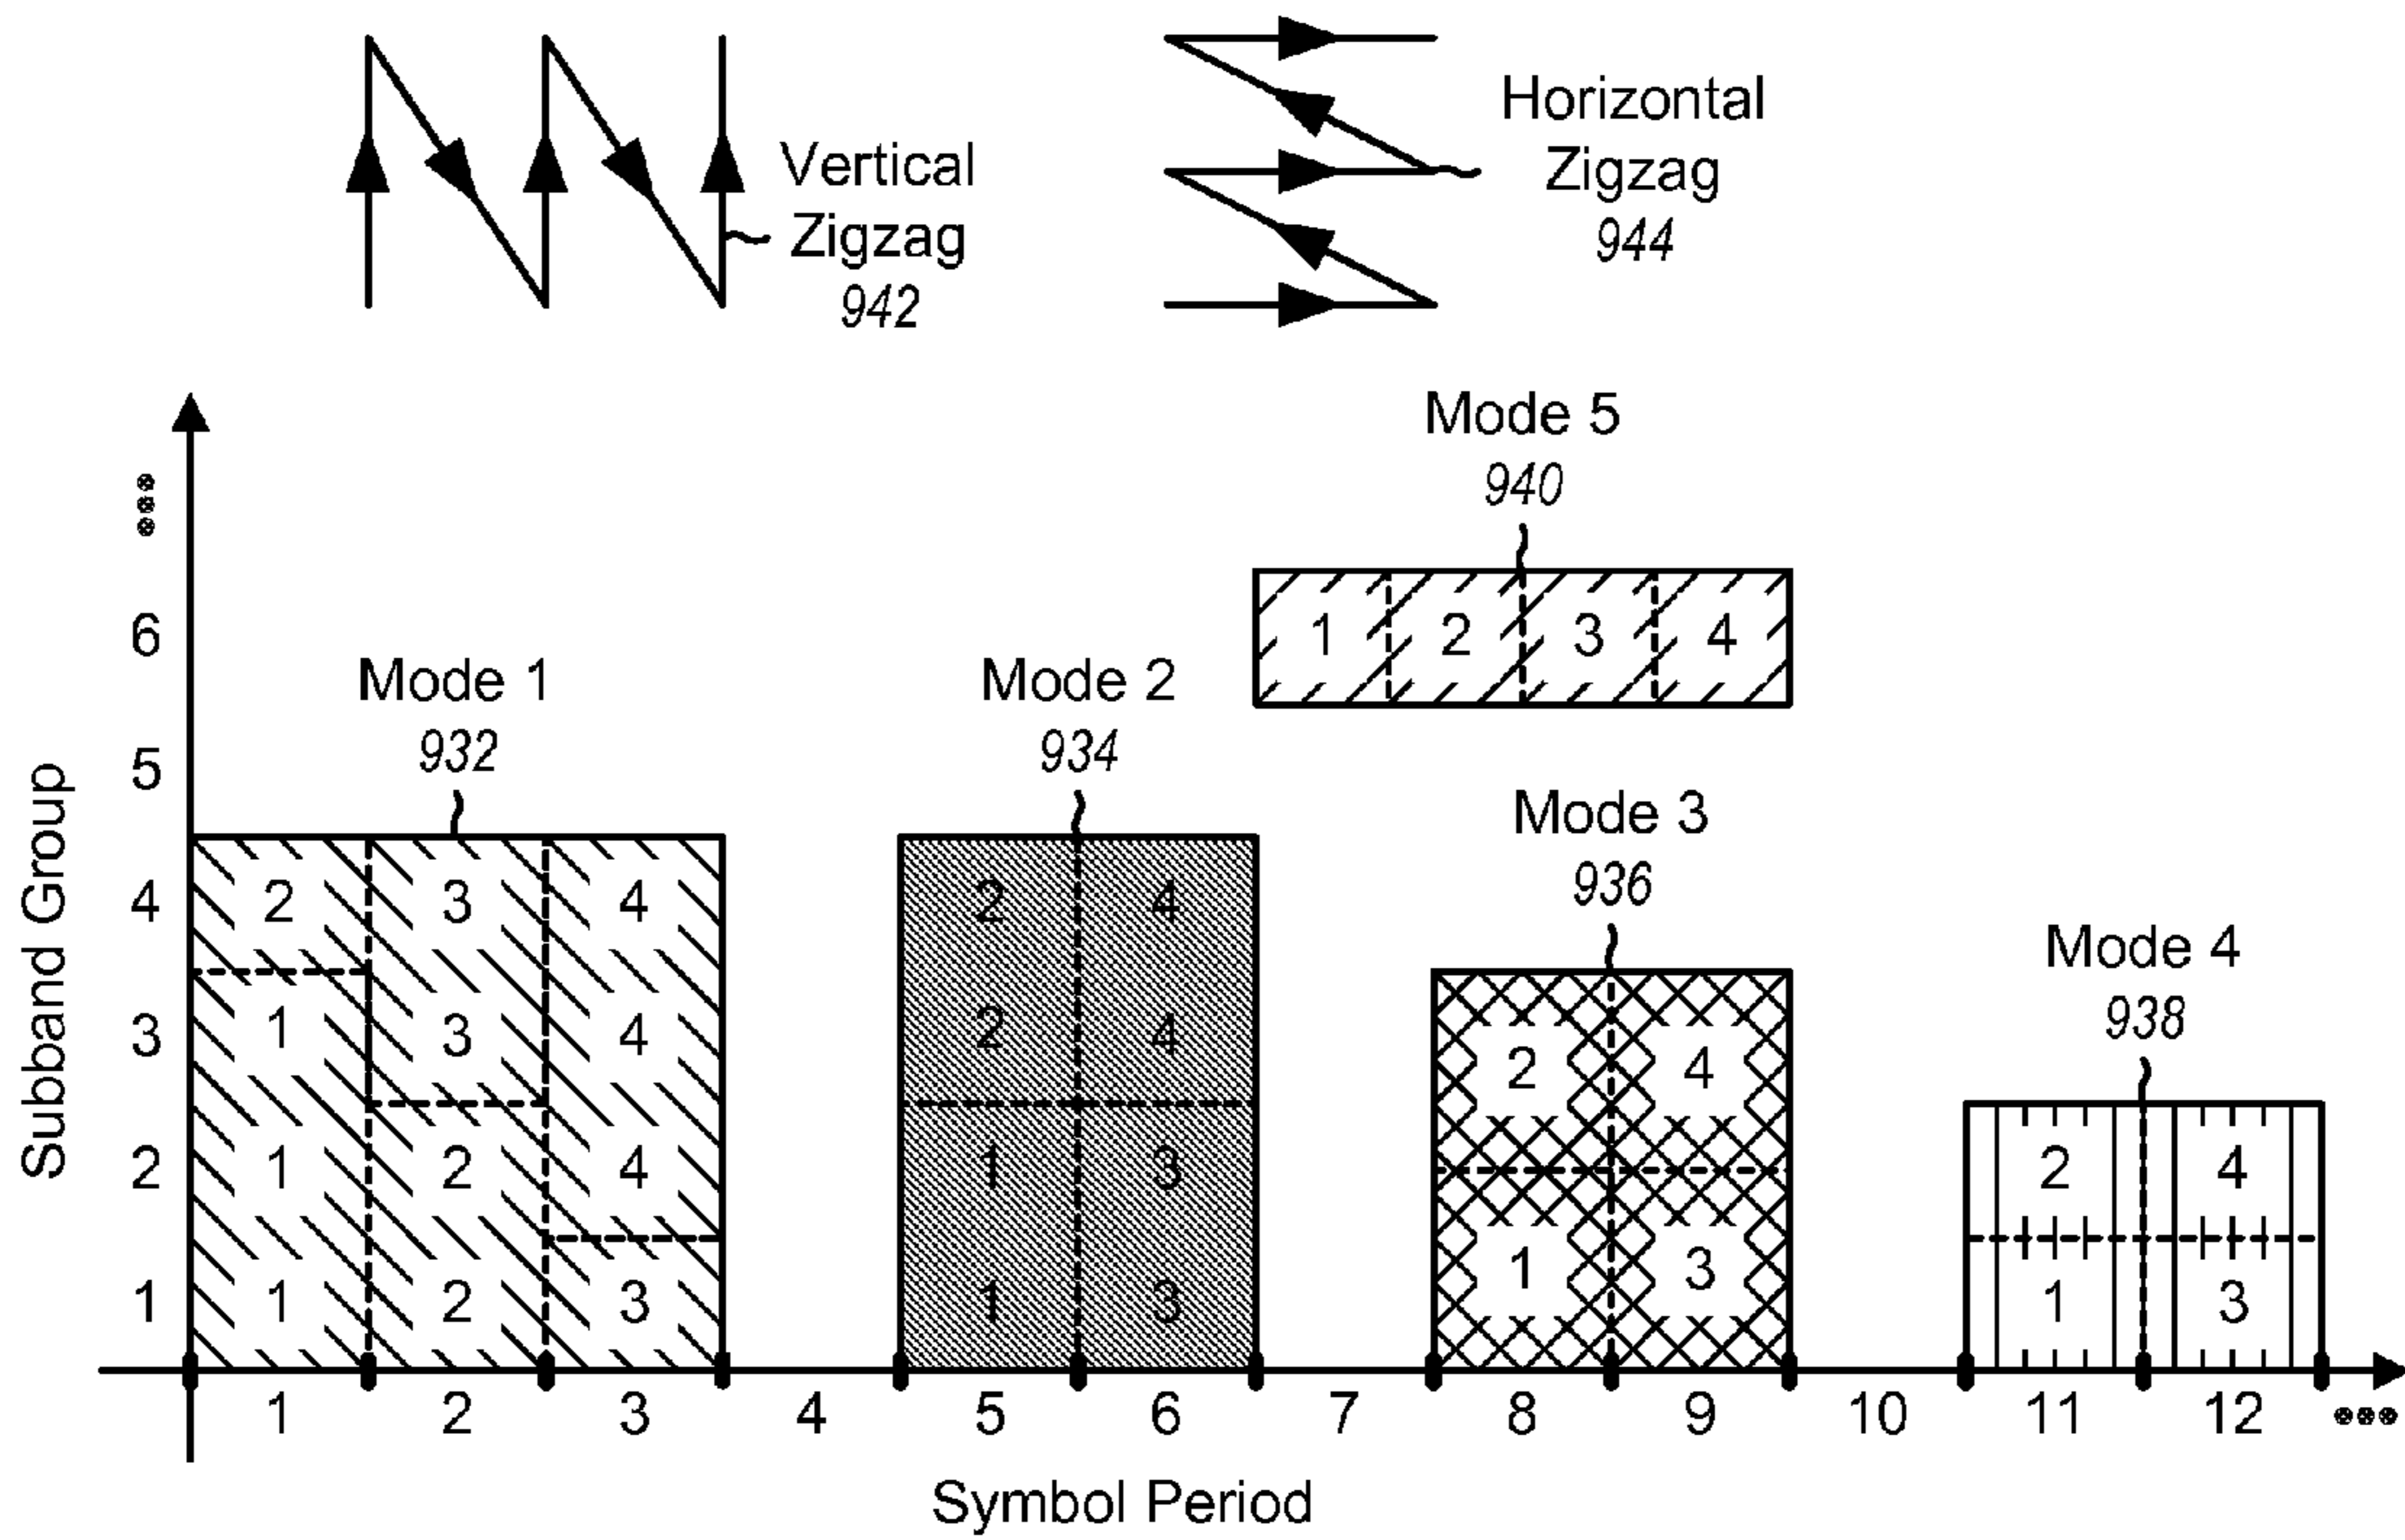 Vertical
Zigzag
942
Horizontal
Zigzag
944
Mode 5
940
6
1 2 3 4
Mode 1
932
Mode 2
934
5
Mode 3
936
Subband Group
4
2 3 4
2 4
Mode 4
938
3
1 3 4
2 4
2 4
2
1 2 4
1 3
2 4
1
1 2 3
1 3
1 3
1 3
1 2 3 4 5 6 7 8 9 10 11 12
Symbol Period